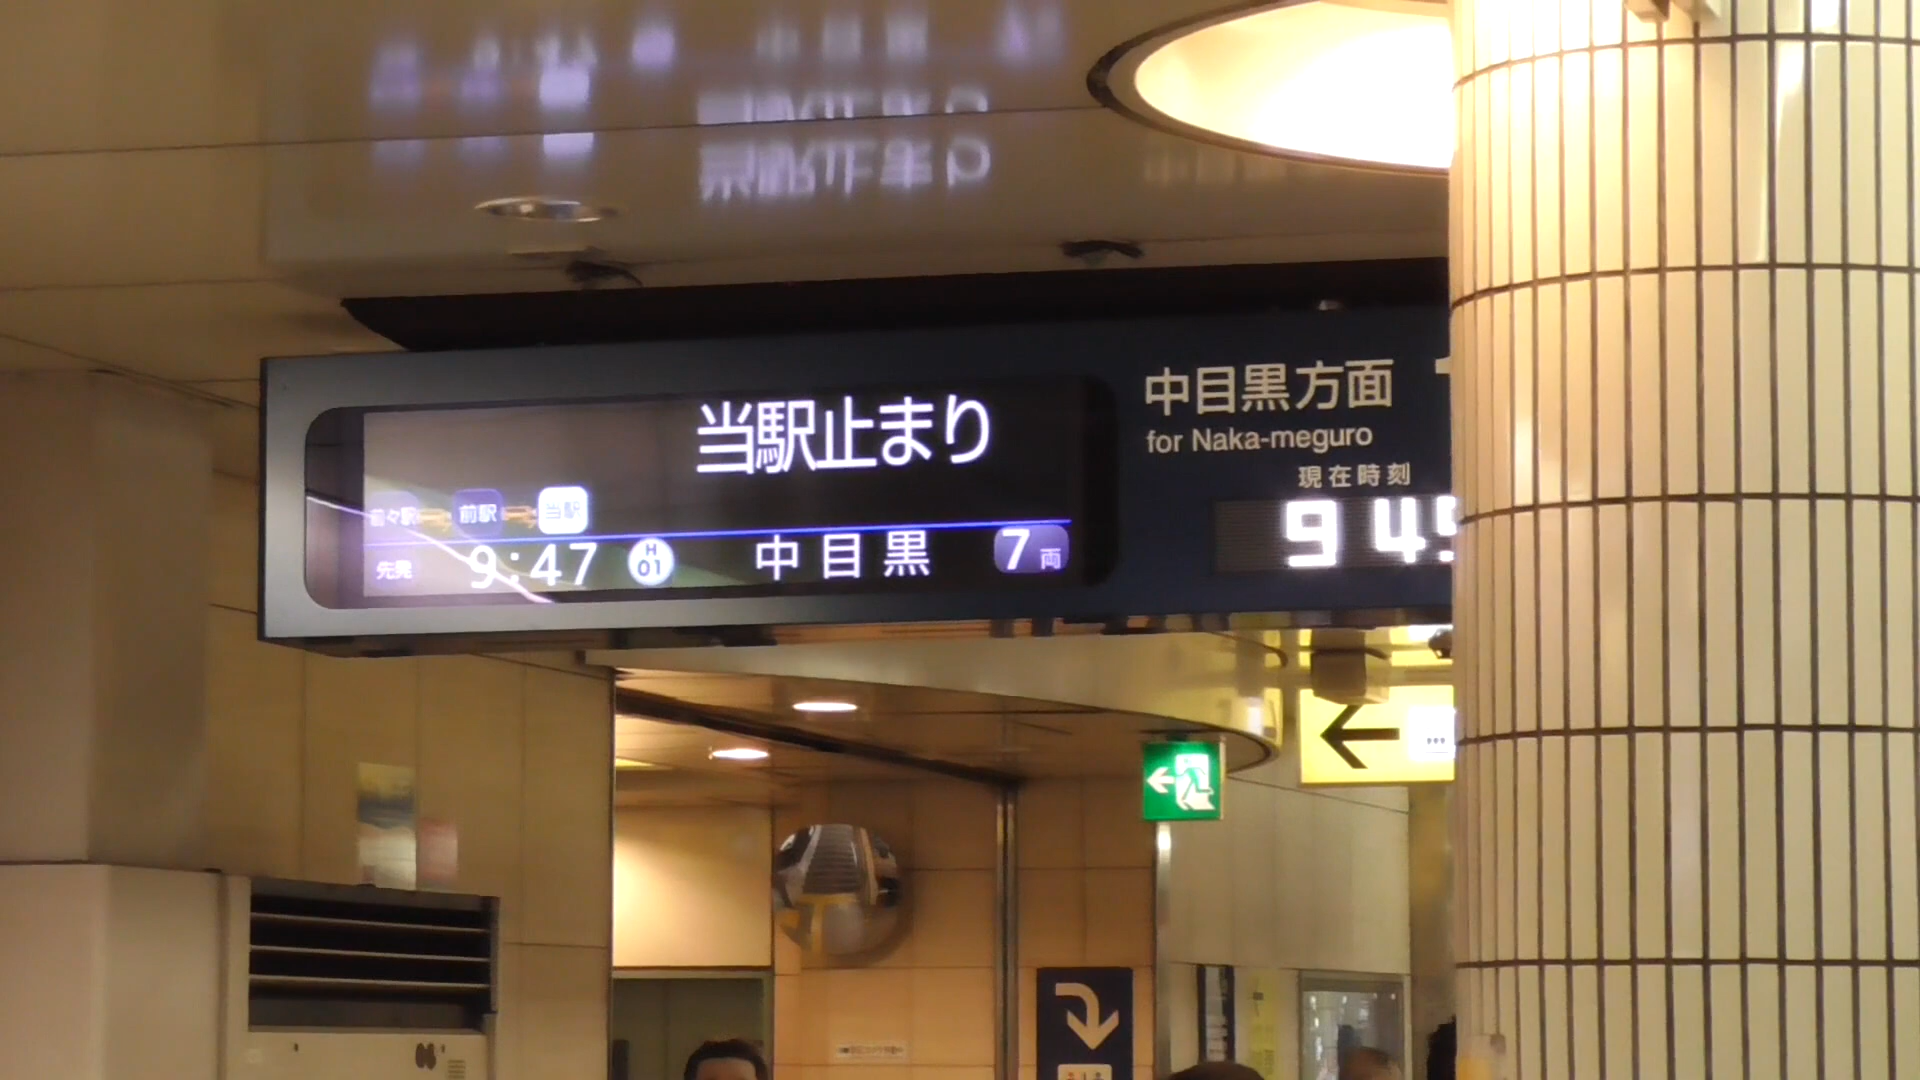 当駅止まり
前々駅 前駅 当駅
先発 9:47 H 01 中目黒 7両
中目黒方面
for Naka-meguro
現在時刻
9 45